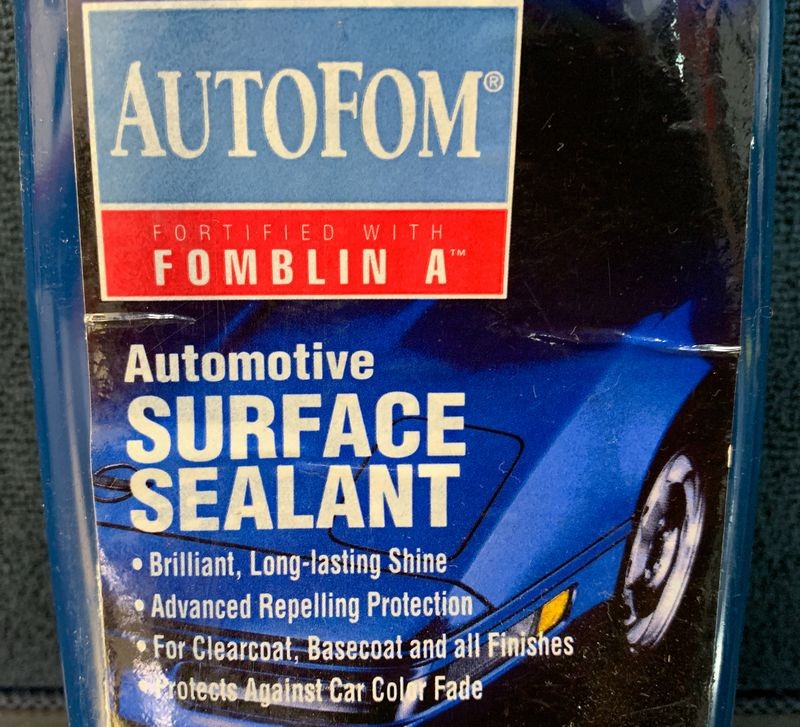 AUTOFOM®
FORTIFIED WITH
FOMBLIN A™
Automotive
SURFACE
SEALANT
• Brilliant, Long-lasting Shine
• Advanced Repelling Protection
• For Clearcoat, Basecoat and all Finishes
• Protects Against Car Color Fade